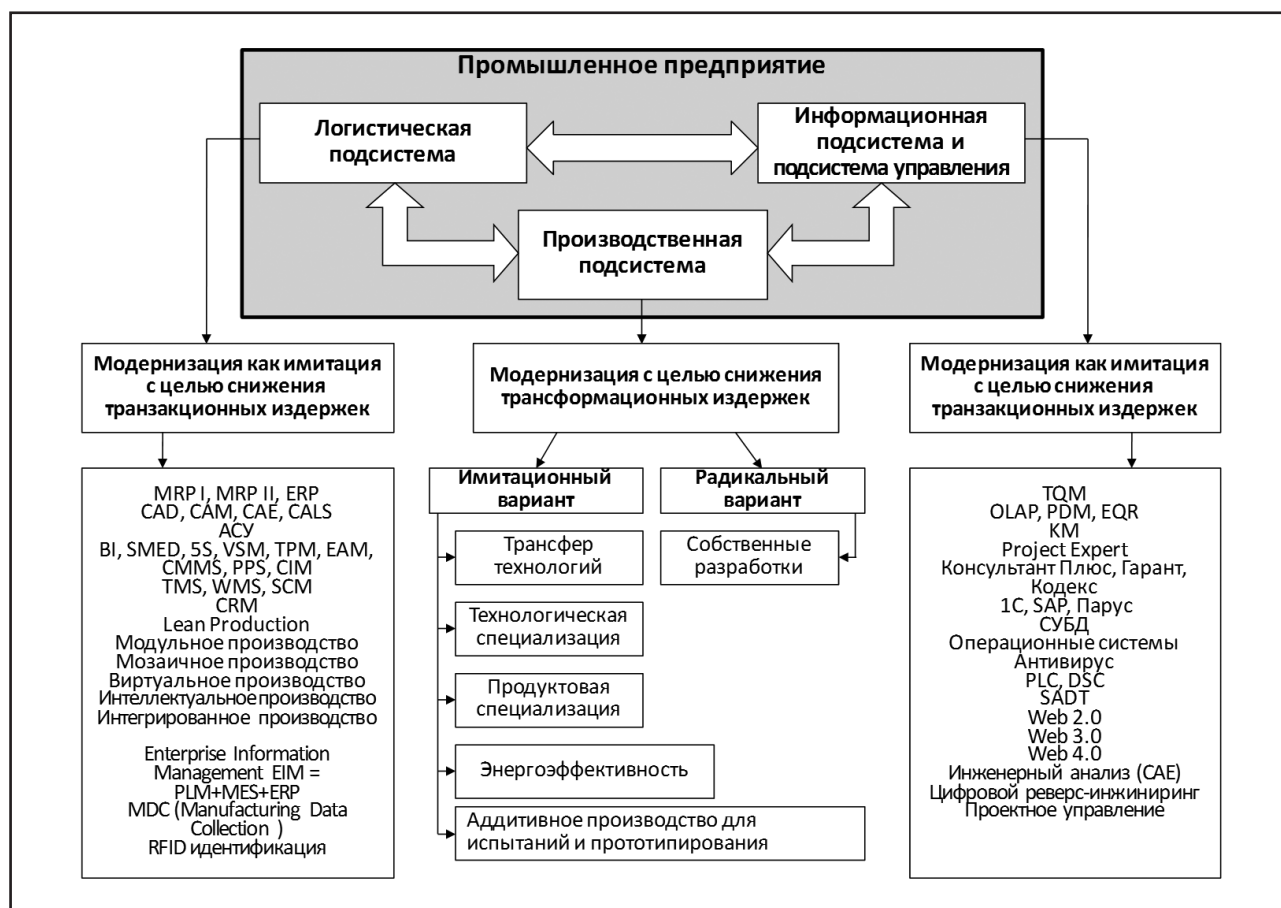 Промышленное предприятие
Логистическая
подсистема
Информационная
подсистема и
подсистема управления
Производственная
подсистема
Модернизация как имитация
с целью снижения
транзакционных издержек
Модернизация с целью снижения
трансформационных издержек
Модернизация как имитация
с целью снижения
транзакционных издержек
MRP I, MRP II, ERP
CAD, CAM, CAE, CALS
АСУ
BI, SMED, 5S, VSM, TPM, EAM,
CMMS, PPS, CIM
TMS, WMS, SCM
CRM
Lean Production
Модульное производство
Мозаичное производство
Виртуальное производство
Интеллектуальное производство
Интегрированное производство
Enterprise Information
Management EIM =
PLM+MES+ERP
MDC (Manufacturing Data
Collection )
RFID идентификация
Имитационный
вариант
Радикальный
вариант
Трансфер
технологий
Собственные
разработки
Технологическая
специализация
Продуктовая
специализация
Энергоэффективность
Аддитивное производство для
испытаний и прототипирования
TQM
OLAP, PDM, EQR
KM
Project Expert
Консультант Плюс, Гарант,
Кодекс
1С, SAP, Парус
СУБД
Операционные системы
Антивирус
PLC, DSC
SADT
Web 2.0
Web 3.0
Web 4.0
Инженерный анализ (CAE)
Цифровой реверс-инжиниринг
Проектное управление